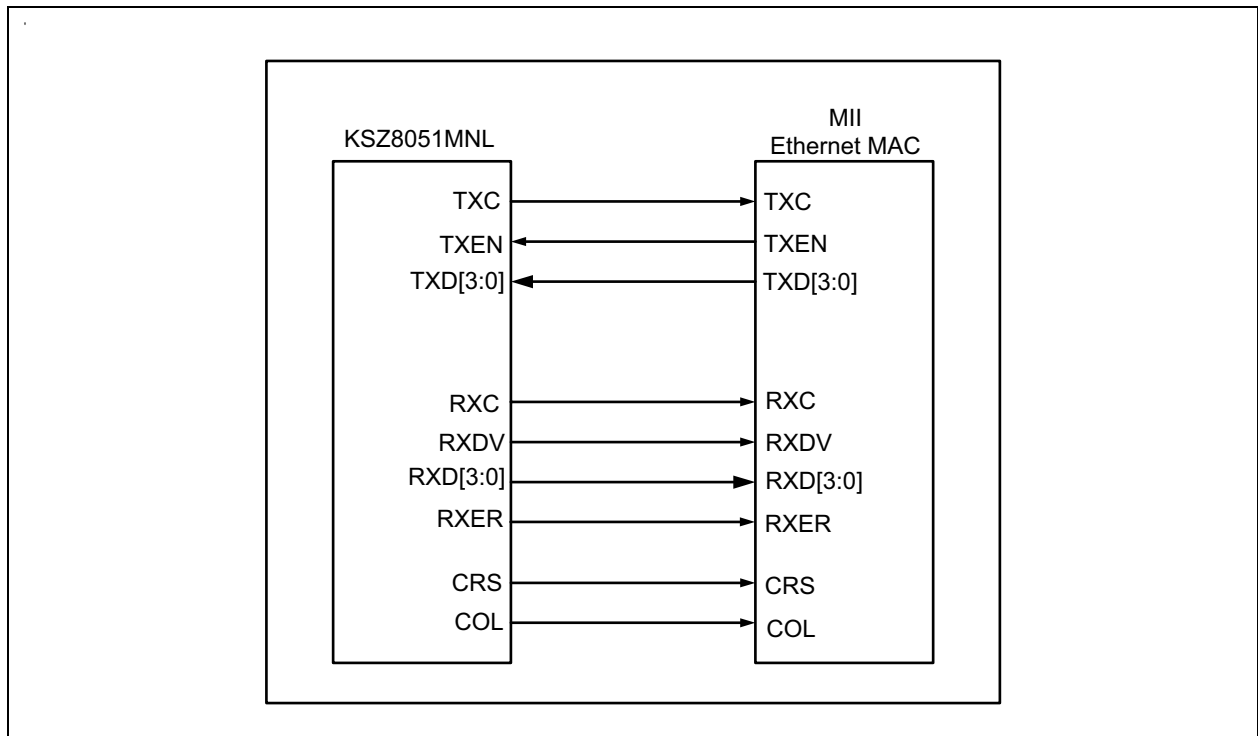 KSZ8051MNL
MII
Ethernet MAC
TXC
TXC
TXEN
TXEN
TXD[3:0]
TXD[3:0]
RXC
RXC
RXDV
RXDV
RXD[3:0]
RXD[3:0]
RXER
RXER
CRS
CRS
COL
COL